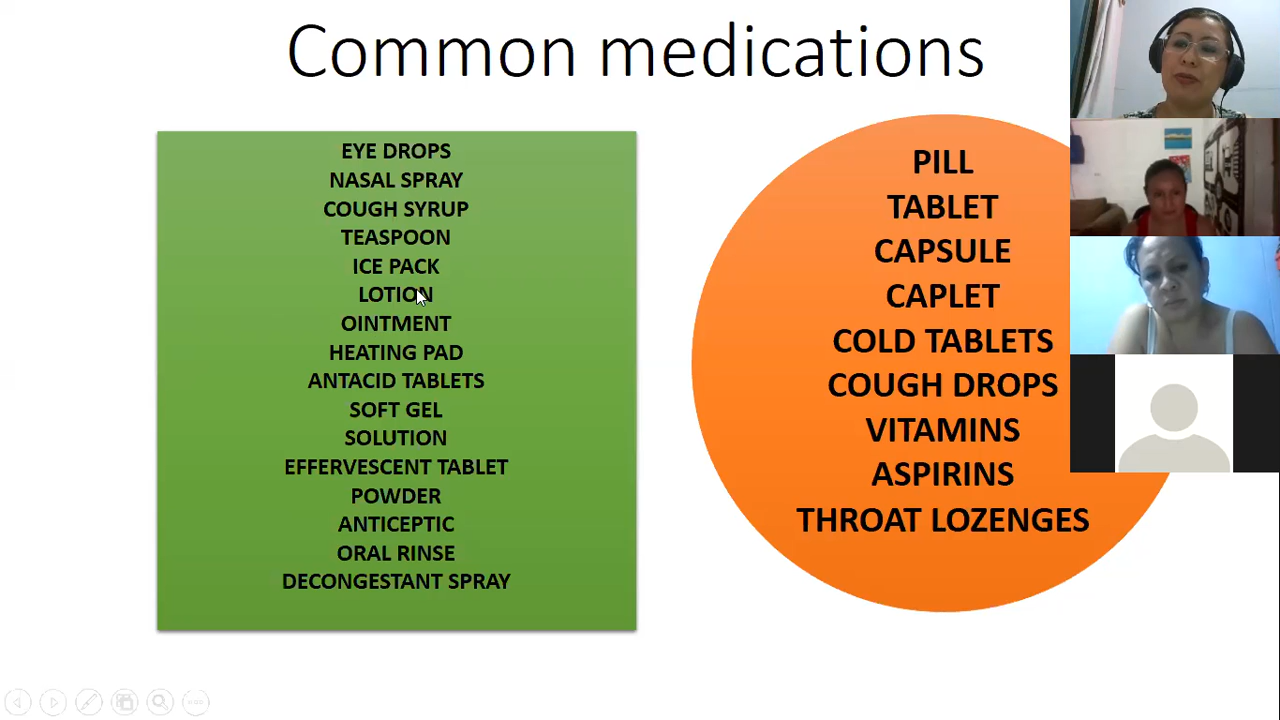 Common medications
EYE DROPS
NASAL SPRAY
COUGH SYRUP
TEASPOON
ICE PACK
LOTION
OINTMENT
HEATING PAD
ANTACID TABLETS
SOFT GEL
SOLUTION
EFFERVESCENT TABLET
POWDER
ANTICEPTIC
ORAL RINSE
DECONGESTANT SPRAY
PILL
TABLET
CAPSULE
CAPLET
COLD TABLETS
COUGH DROPS
VITAMINS
ASPIRINS
THROAT LOZENGES